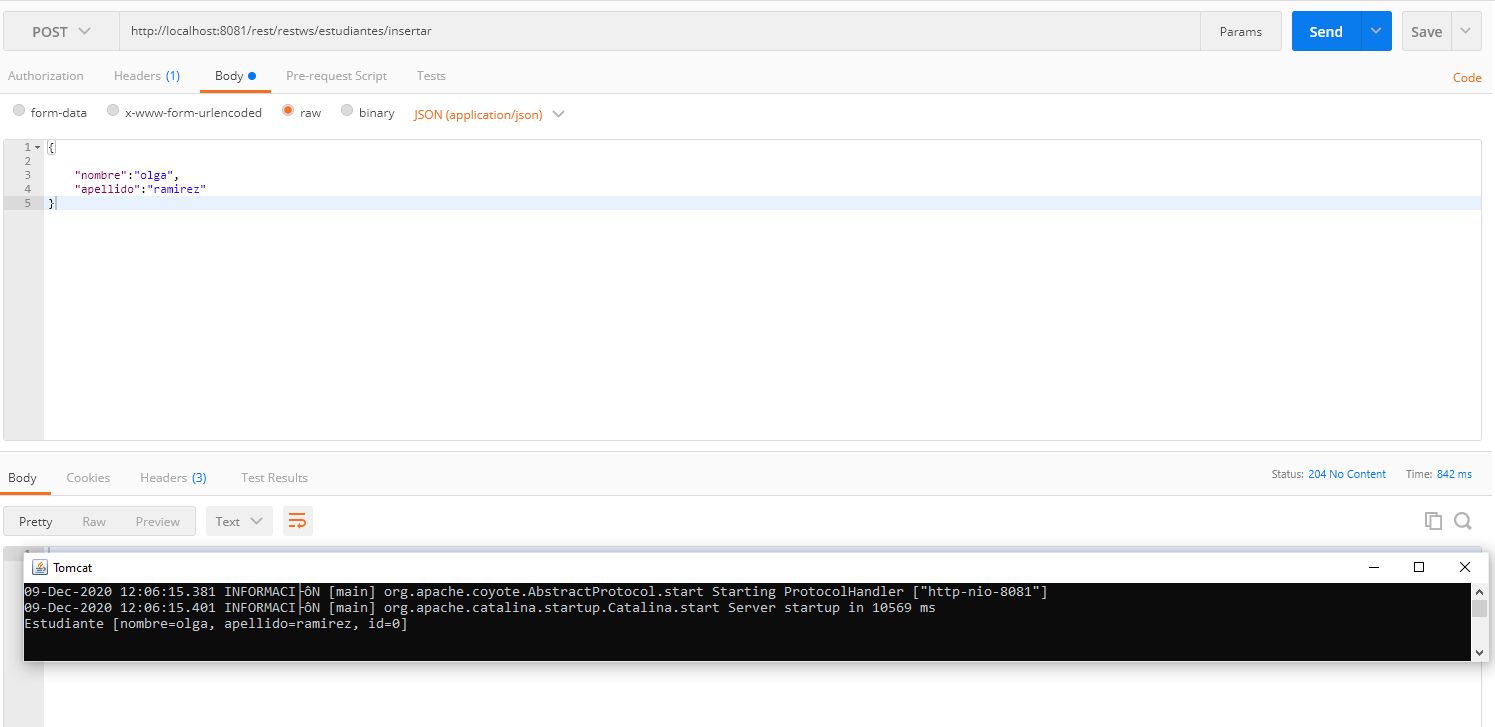 POST http://localhost:8081/rest/restws/estudiantes/insertar Params Send Save
Authorization Headers (1) Body Pre-request Script Tests Code
form-data x-www-form-urlencoded raw binary JSON (application/json)
1 {
2
3 "nombre":"olga",
4 "apellido":"ramirez"
5 }
Body Cookies Headers (3) Test Results Status: 204 No Content Time: 842 ms
Pretty Raw Preview Text
1
Tomcat
09-Dec-2020 12:06:15.381 INFORMACI├ôN [main] org.apache.coyote.AbstractProtocol.start Starting ProtocolHandler ["http-nio-8081"]
09-Dec-2020 12:06:15.401 INFORMACI├ôN [main] org.apache.catalina.startup.Catalina.start Server startup in 10569 ms
Estudiante [nombre=olga, apellido=ramirez, id=0]